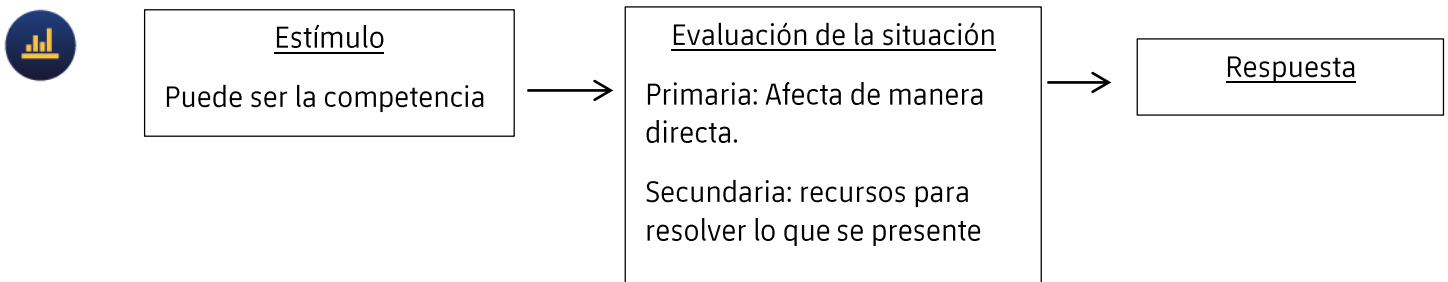 Estímulo
Puede ser la competencia
Evaluación de la situación
Primaria: Afecta de manera
directa.
Secundaria: recursos para
resolver lo que se presente
Respuesta